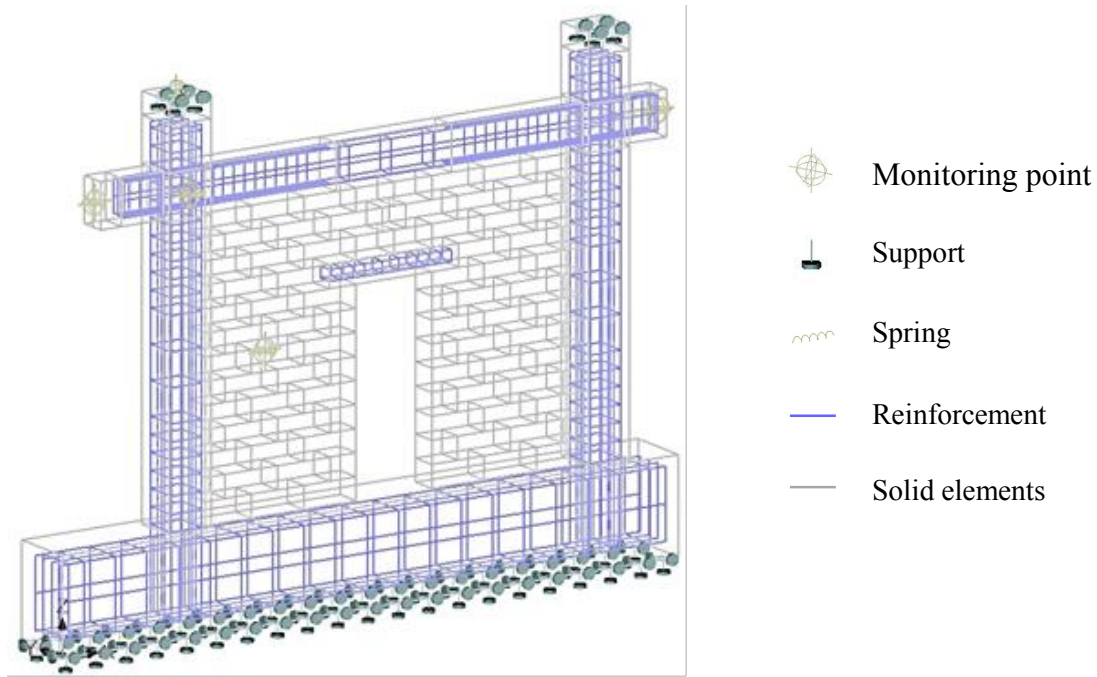 Monitoring point
Support
Spring
Reinforcement
Solid elements